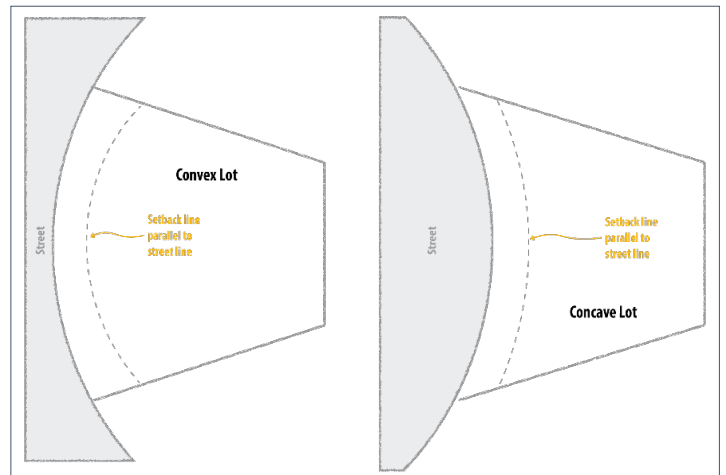 Street
Convex Lot
Setback line
parallel to
street line
Street
Setback line
parallel to
street line
Concave Lot